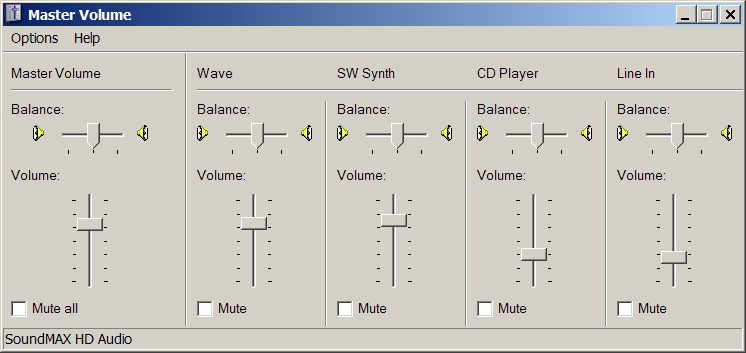 Master Volume
Options Help
Master Volume Wave SW Synth CD Player Line In
Balance: Balance: Balance: Balance: Balance:
Volume: Volume: Volume: Volume: Volume:
Mute all Mute Mute Mute Mute
SoundMAX HD Audio